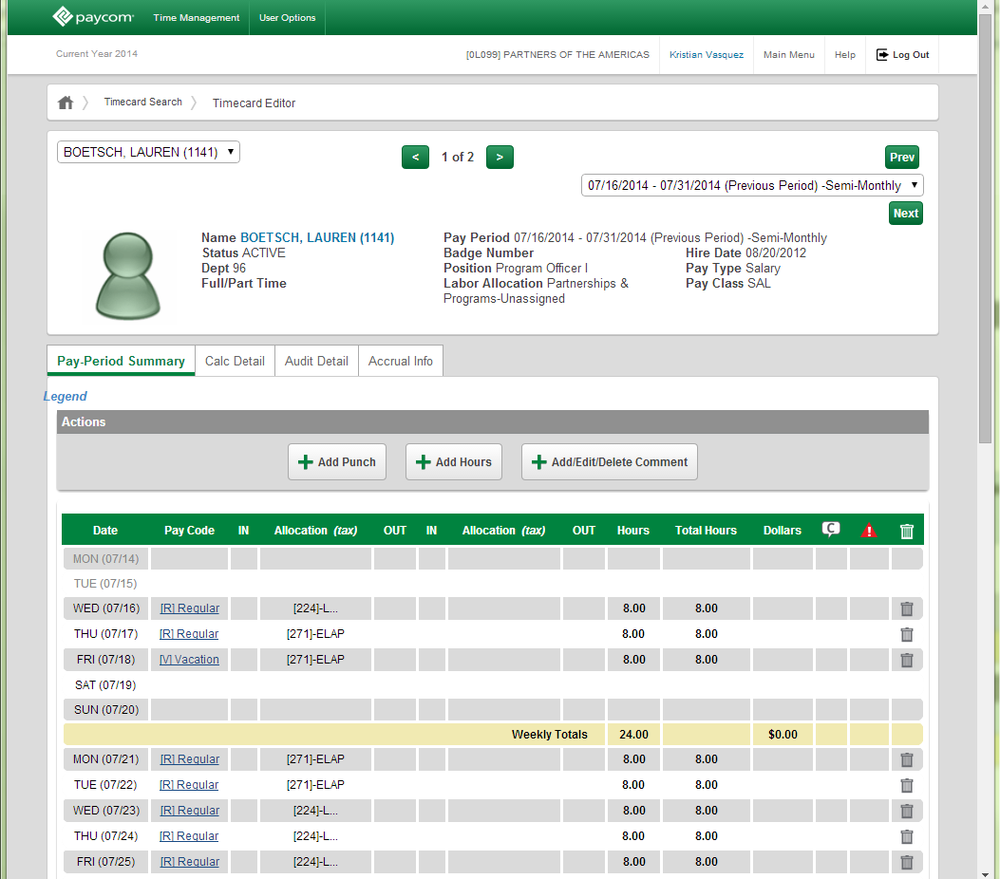 paycom Time Management User Options
Current Year 2014 [0L099] PARTNERS OF THE AMERICAS Kristian Vasquez Main Menu Help Log Out
Timecard Search Timecard Editor
BOETSCH, LAUREN (1141) < 1 of 2 > Prev
07/16/2014 - 07/31/2014 (Previous Period) -Semi-Monthly
Next
Name BOETSCH, LAUREN (1141) Pay Period 07/16/2014 - 07/31/2014 (Previous Period) -Semi-Monthly
Status ACTIVE Badge Number Hire Date 08/20/2012
Dept 96 Position Program Officer I Pay Type Salary
Full/Part Time Labor Allocation Partnerships & Pay Class SAL
Programs-Unassigned
Pay-Period Summary Calc Detail Audit Detail Accrual Info
Legend
Actions
Add Punch Add Hours Add/Edit/Delete Comment
Date Pay Code IN Allocation (tax) OUT IN Allocation (tax) OUT Hours Total Hours Dollars C
MON (07/14)
TUE (07/15)
WED (07/16) [R] Regular [224]-L... 8.00 8.00
THU (07/17) [R] Regular [271]-ELAP 8.00 8.00
FRI (07/18) [V] Vacation [271]-ELAP 8.00 8.00
SAT (07/19)
SUN (07/20)
Weekly Totals 24.00 $0.00
MON (07/21) [R] Regular [271]-ELAP 8.00 8.00
TUE (07/22) [R] Regular [271]-ELAP 8.00 8.00
WED (07/23) [R] Regular [224]-L... 8.00 8.00
THU (07/24) [R] Regular [224]-L... 8.00 8.00
FRI (07/25) [R] Regular [224]-L... 8.00 8.00